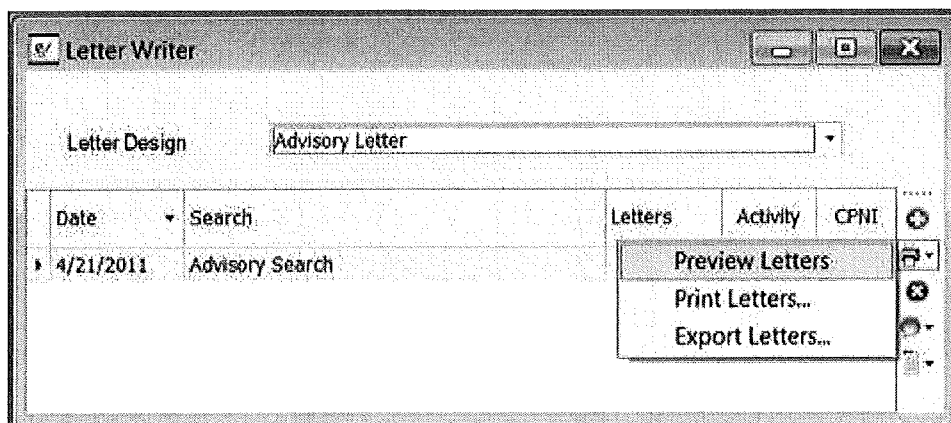 Letter Writer
Letter Design Advisory Letter
Date Search Letters Activity CPNI
4/21/2011 Advisory Search
Preview Letters
Print Letters...
Export Letters...